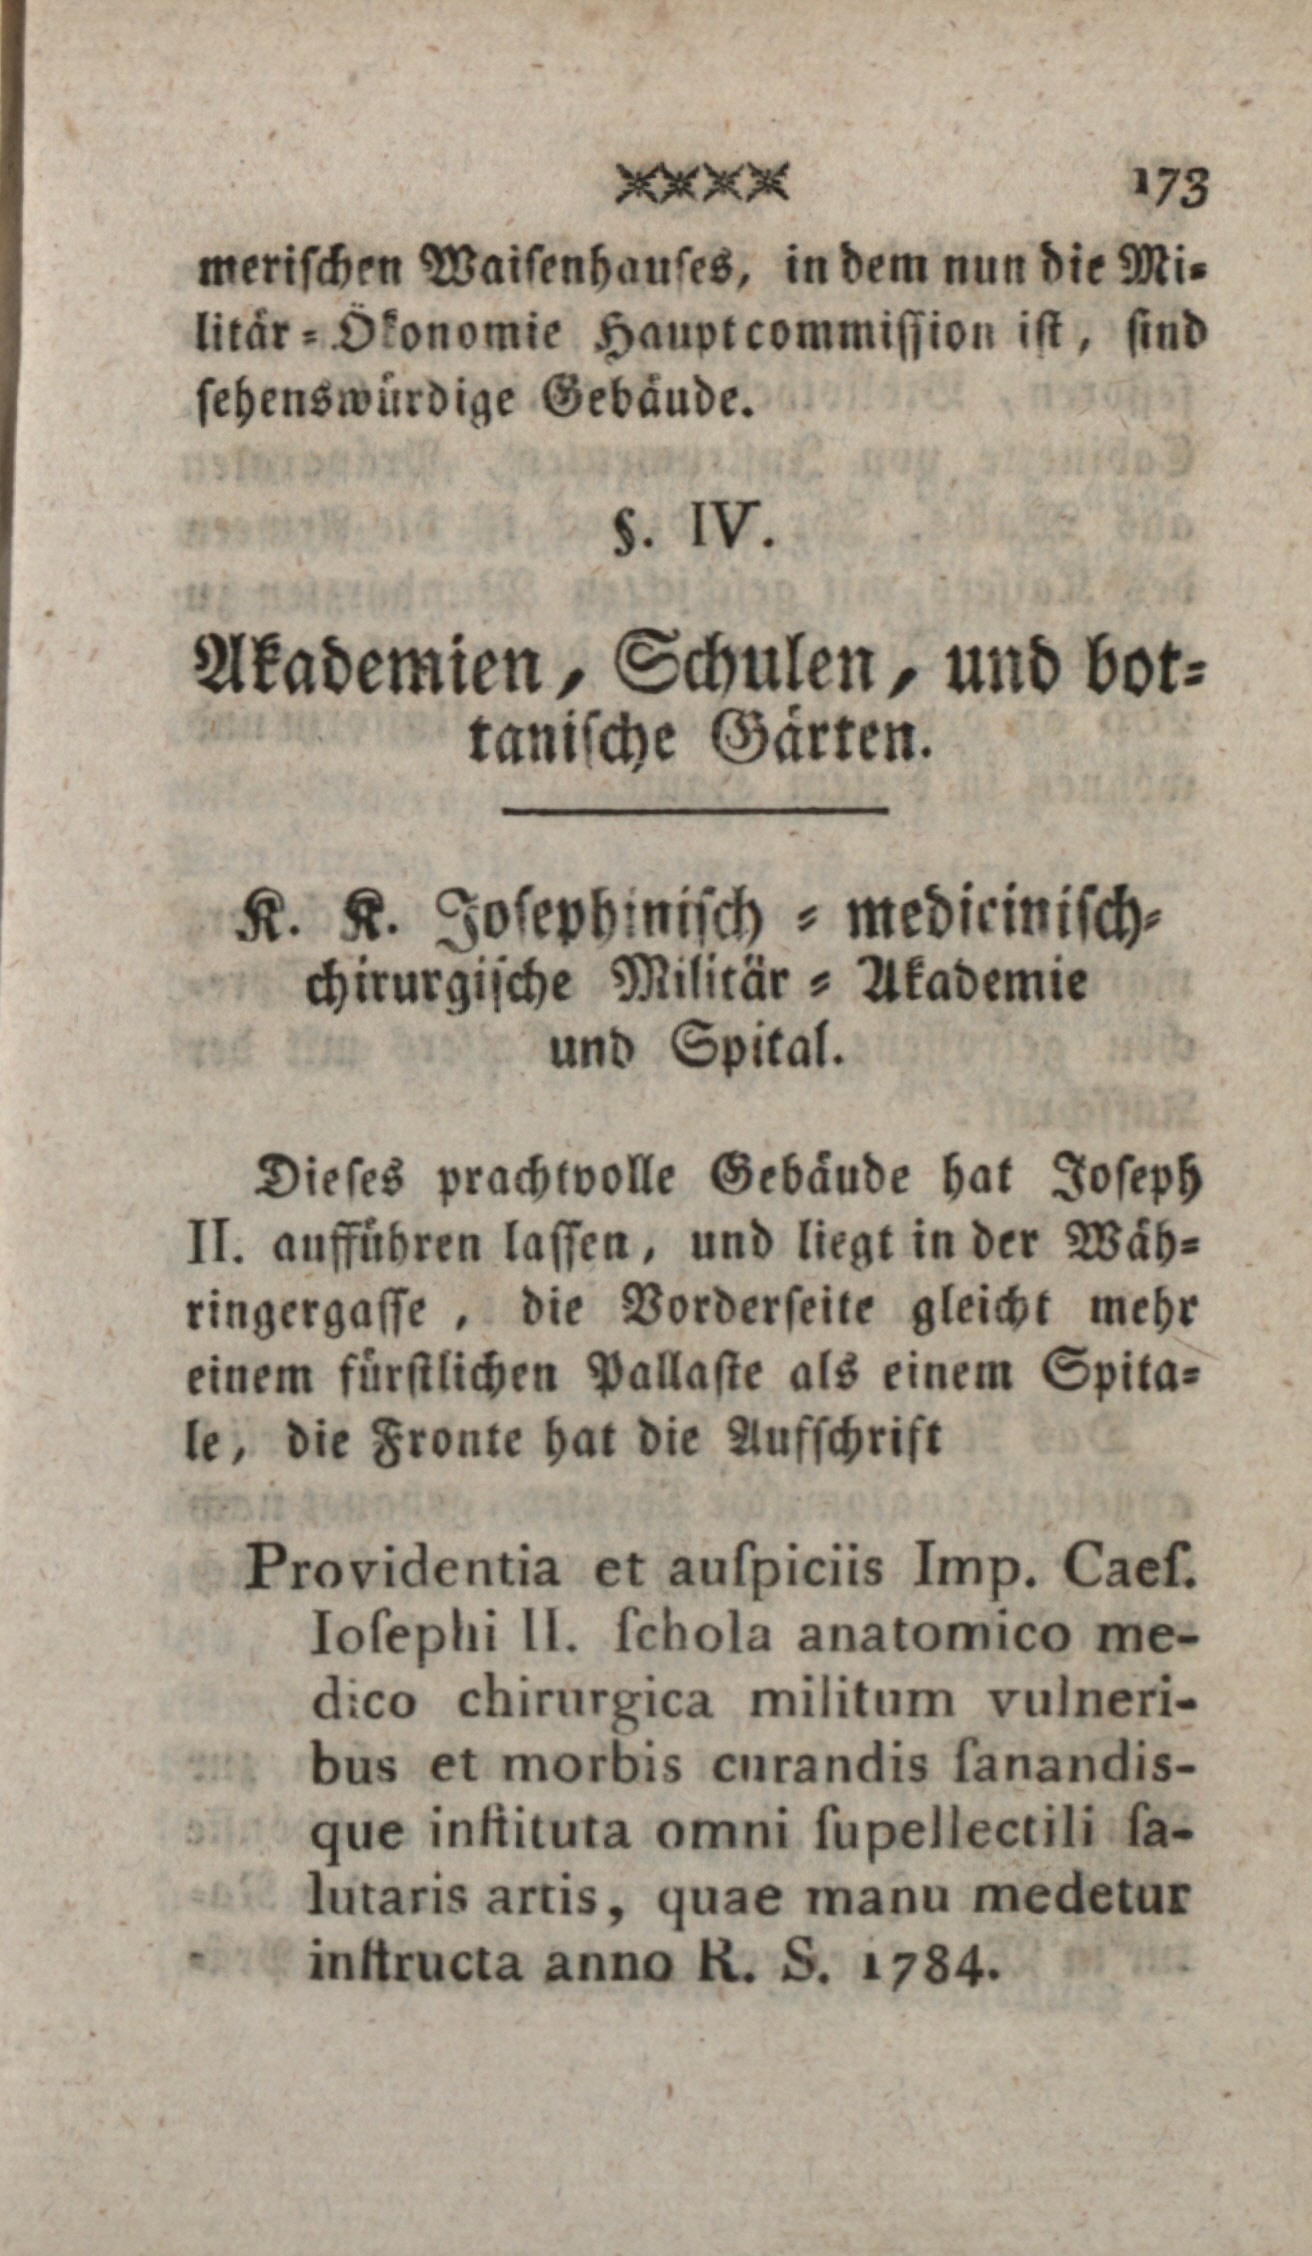 173
meriſchen Waiſenhauſes, in dem nun die Mi⸗
litär⸗Ökonomie Hauptcommiſſion iſt, ſind
ſehenswürdige Gebäude.
§. IV.
Akademien, Schulen, und bot⸗
taniſche Gärten.
K. K. Joſephiniſch ⸗ mediciniſch⸗
chirurgiſche Militär ⸗ Akademie
und Spital.
Dieſes prachtvolle Gebäude hat Joſeph
II. aufführen laſſen, und liegt in der Wäh⸗
ringergaſſe, die Vorderſeite gleicht mehr
einem fürſtlichen Pallaſte als einem Spita⸗
le, die Fronte hat die Aufſchrift
Providentia et auſpiciis Imp. Caeſ.
Ioſephi II. ſchola anatomico me-
dico chirurgica militum vulneri-
bus et morbis curandis ſanandis-
que inſtituta omni ſupellectili ſa-
lutaris artis, quae manu medetur
inſtructa anno R. S. 1784.